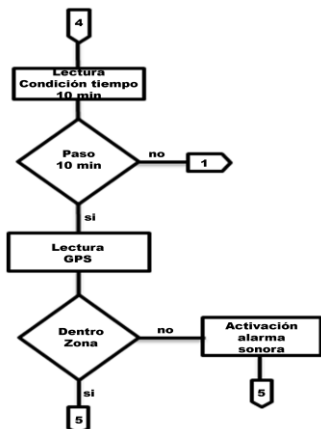 4
Lectura
Condición tiempo
10 min
Paso
10 min
no
1
si
Lectura
GPS
Dentro
Zona
no
Activación
alarma
sonora
si
5
5